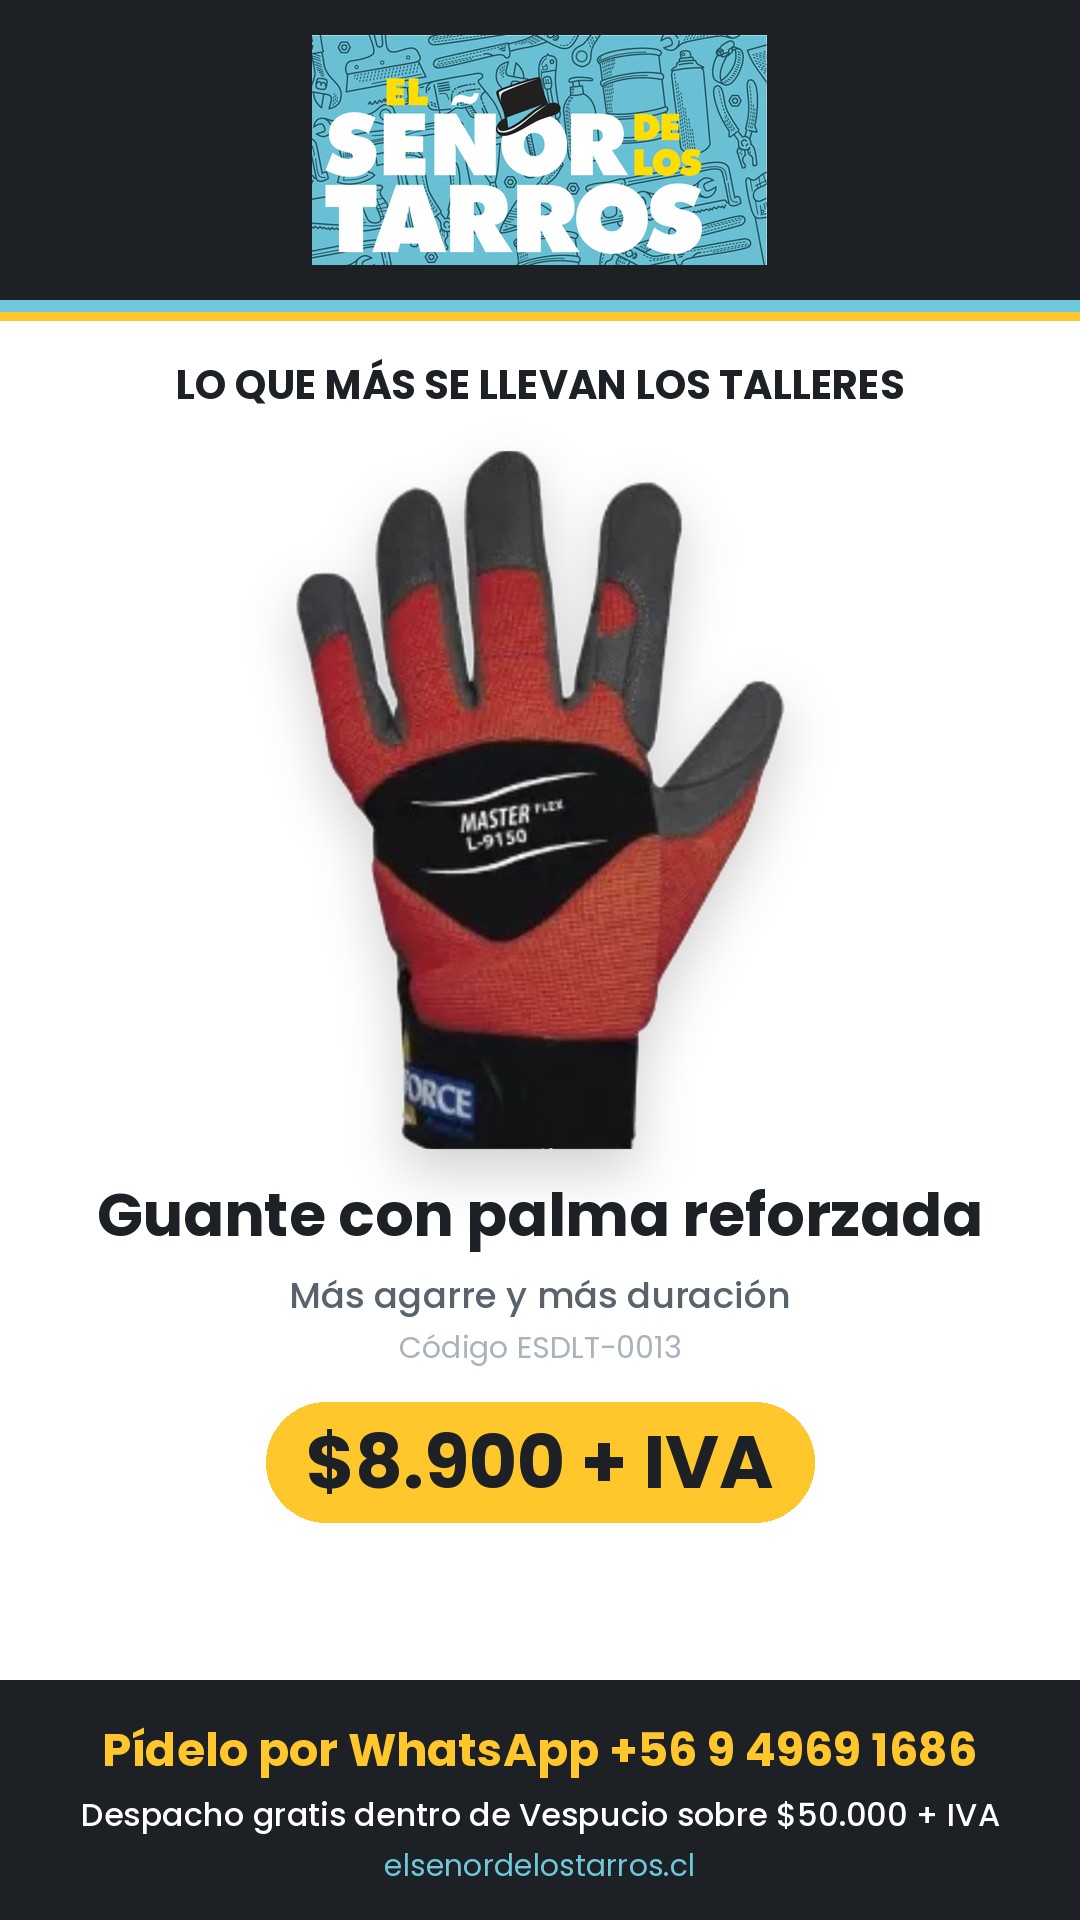 EL
SEÑOR DE LOS
TARROS
LO QUE MÁS SE LLEVAN LOS TALLERES
MASTER FLEX
L-9150
FORCE
Guante con palma reforzada
Más agarre y más duración
Código ESDLT-0013
$8.900 + IVA
Pídelo por WhatsApp +56 9 4969 1686
Despacho gratis dentro de Vespucio sobre $50.000 + IVA
elsenordelostarros.cl